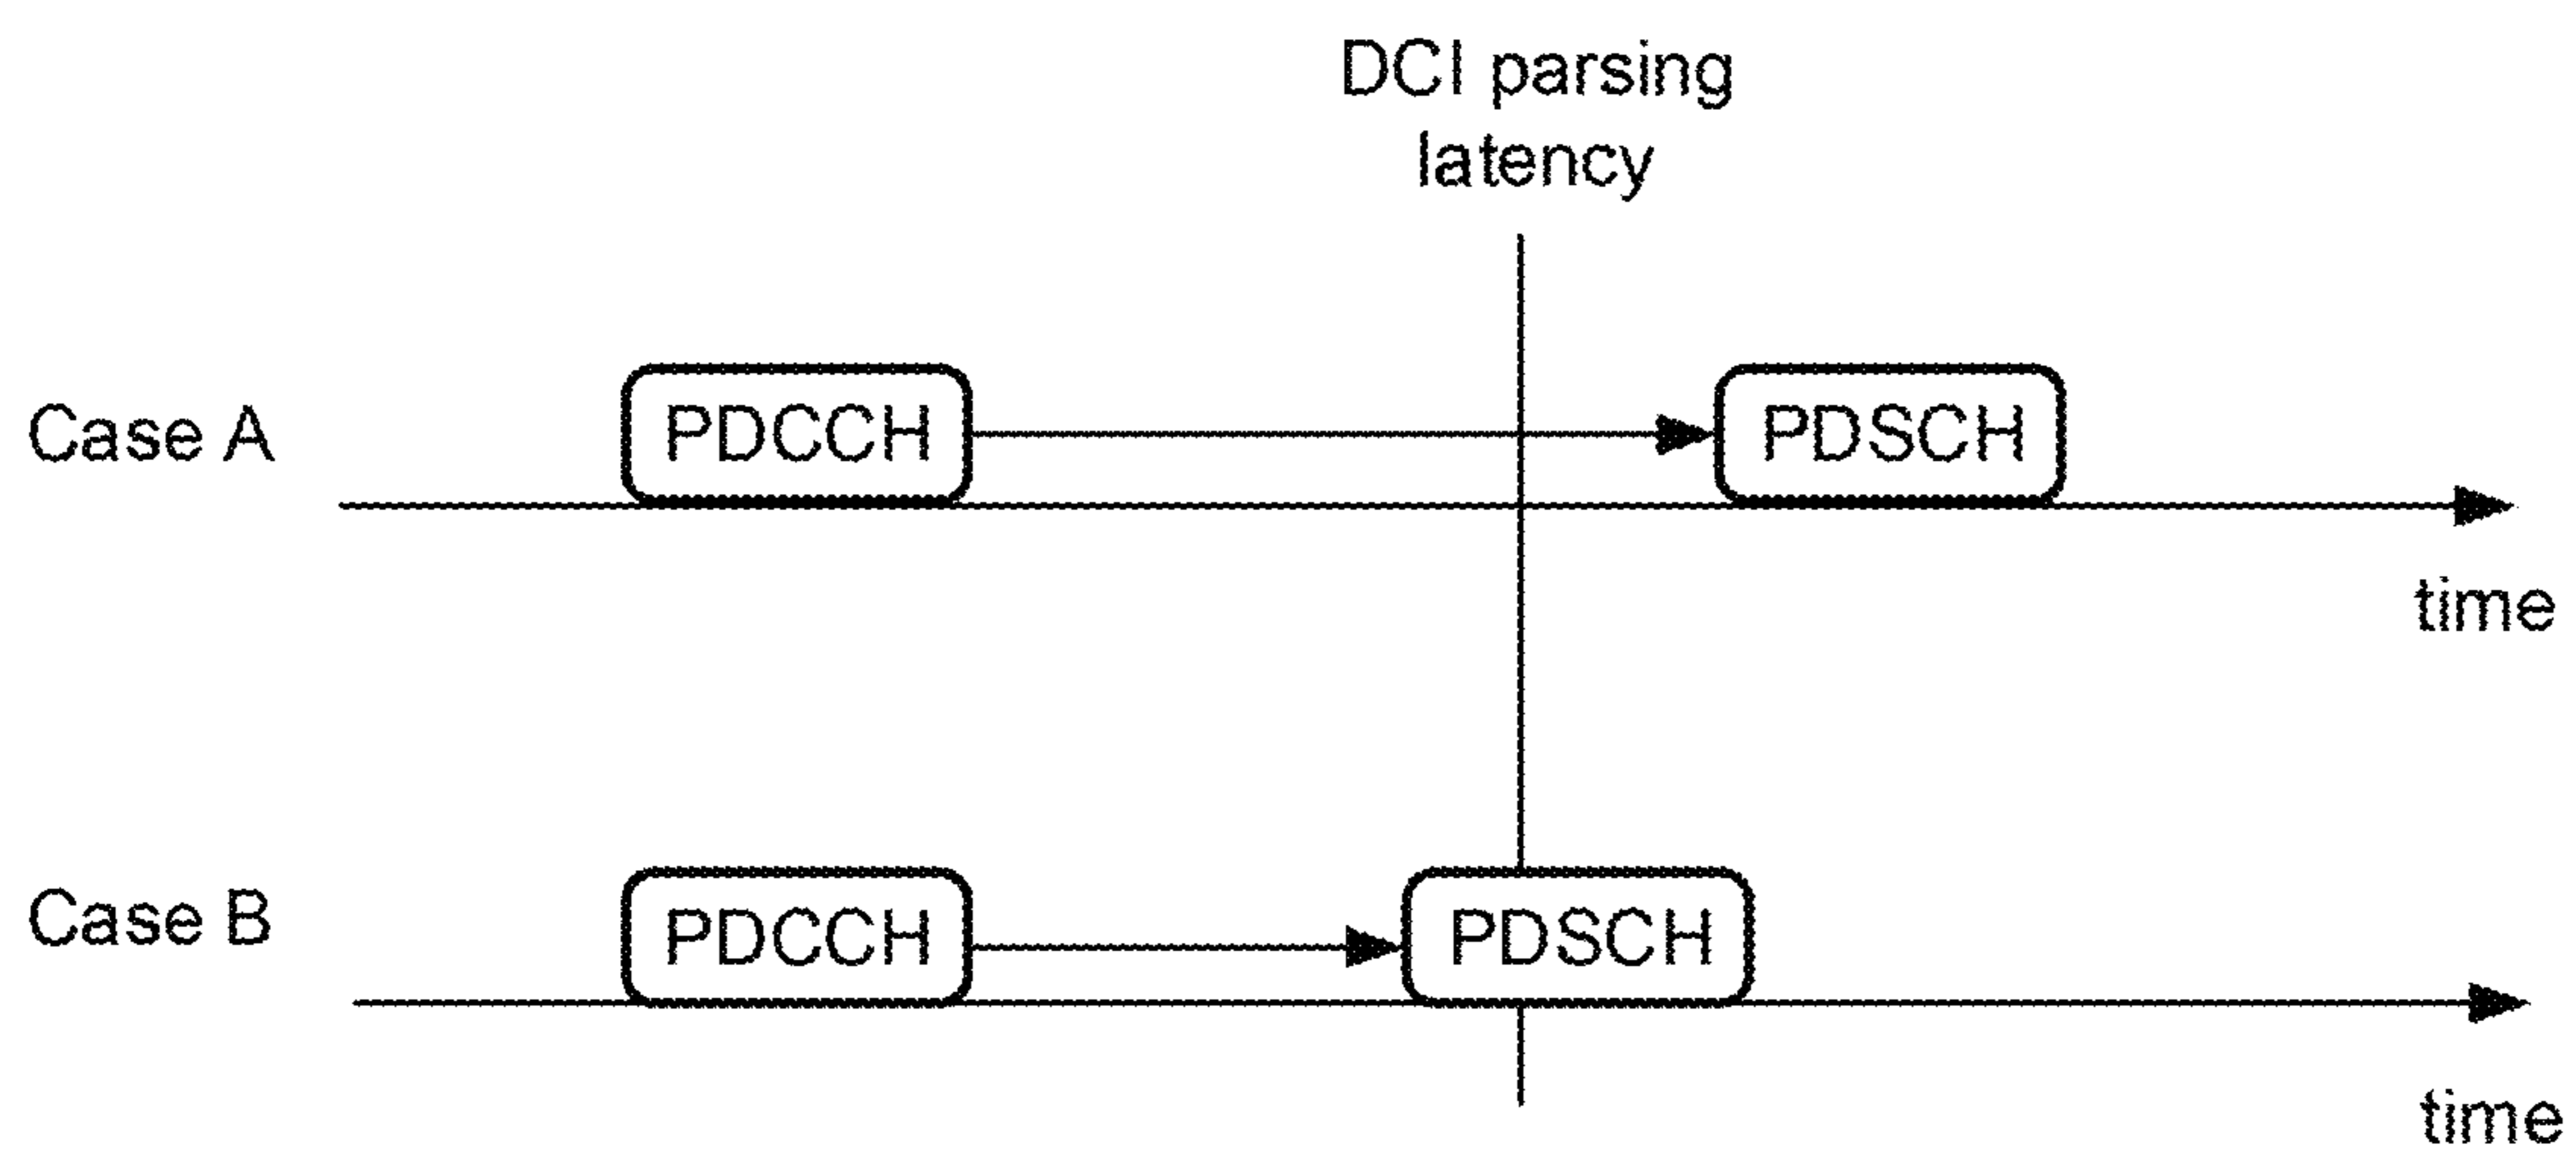 DCI parsing
latency
Case A
PDCCH
PDSCH
time
Case B
PDCCH
PDSCH
time